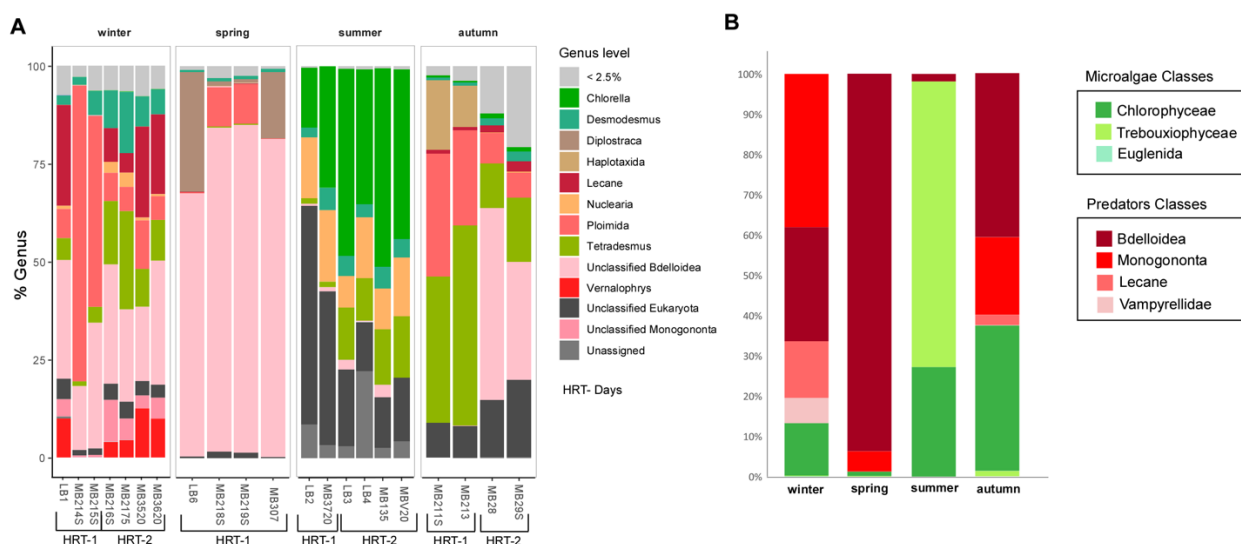 A
winter
spring
summer
autumn
% Genus
100
75
50
25
0
LB1
MB214S
MB215S
MB216S
MB2175
MB3520
MB3620
LB6
MB218S
MB219S
MB307
LB2
MB3720
LB3
LB4
MB135
MBV20
MB211S
MB213
MB28
MB29S
HRT-1
HRT-2
HRT-1
HRT-1
HRT-2
HRT-1
HRT-2
Genus level
< 2.5%
Chlorella
Desmodesmus
Diplostraca
Haplotaxida
Lecane
Nuclearia
Ploimida
Tetradesmus
Unclassified Bdelloidea
Vernalophrys
Unclassified Eukaryota
Unclassified Monogononta
Unassigned
HRT- Days
B
100%
90%
80%
70%
60%
50%
40%
30%
20%
10%
0%
winter
spring
summer
autumn
Microalgae Classes
Chlorophyceae
Trebouxiophyceae
Euglenida
Predators Classes
Bdelloidea
Monogononta
Lecane
Vampyrellidae